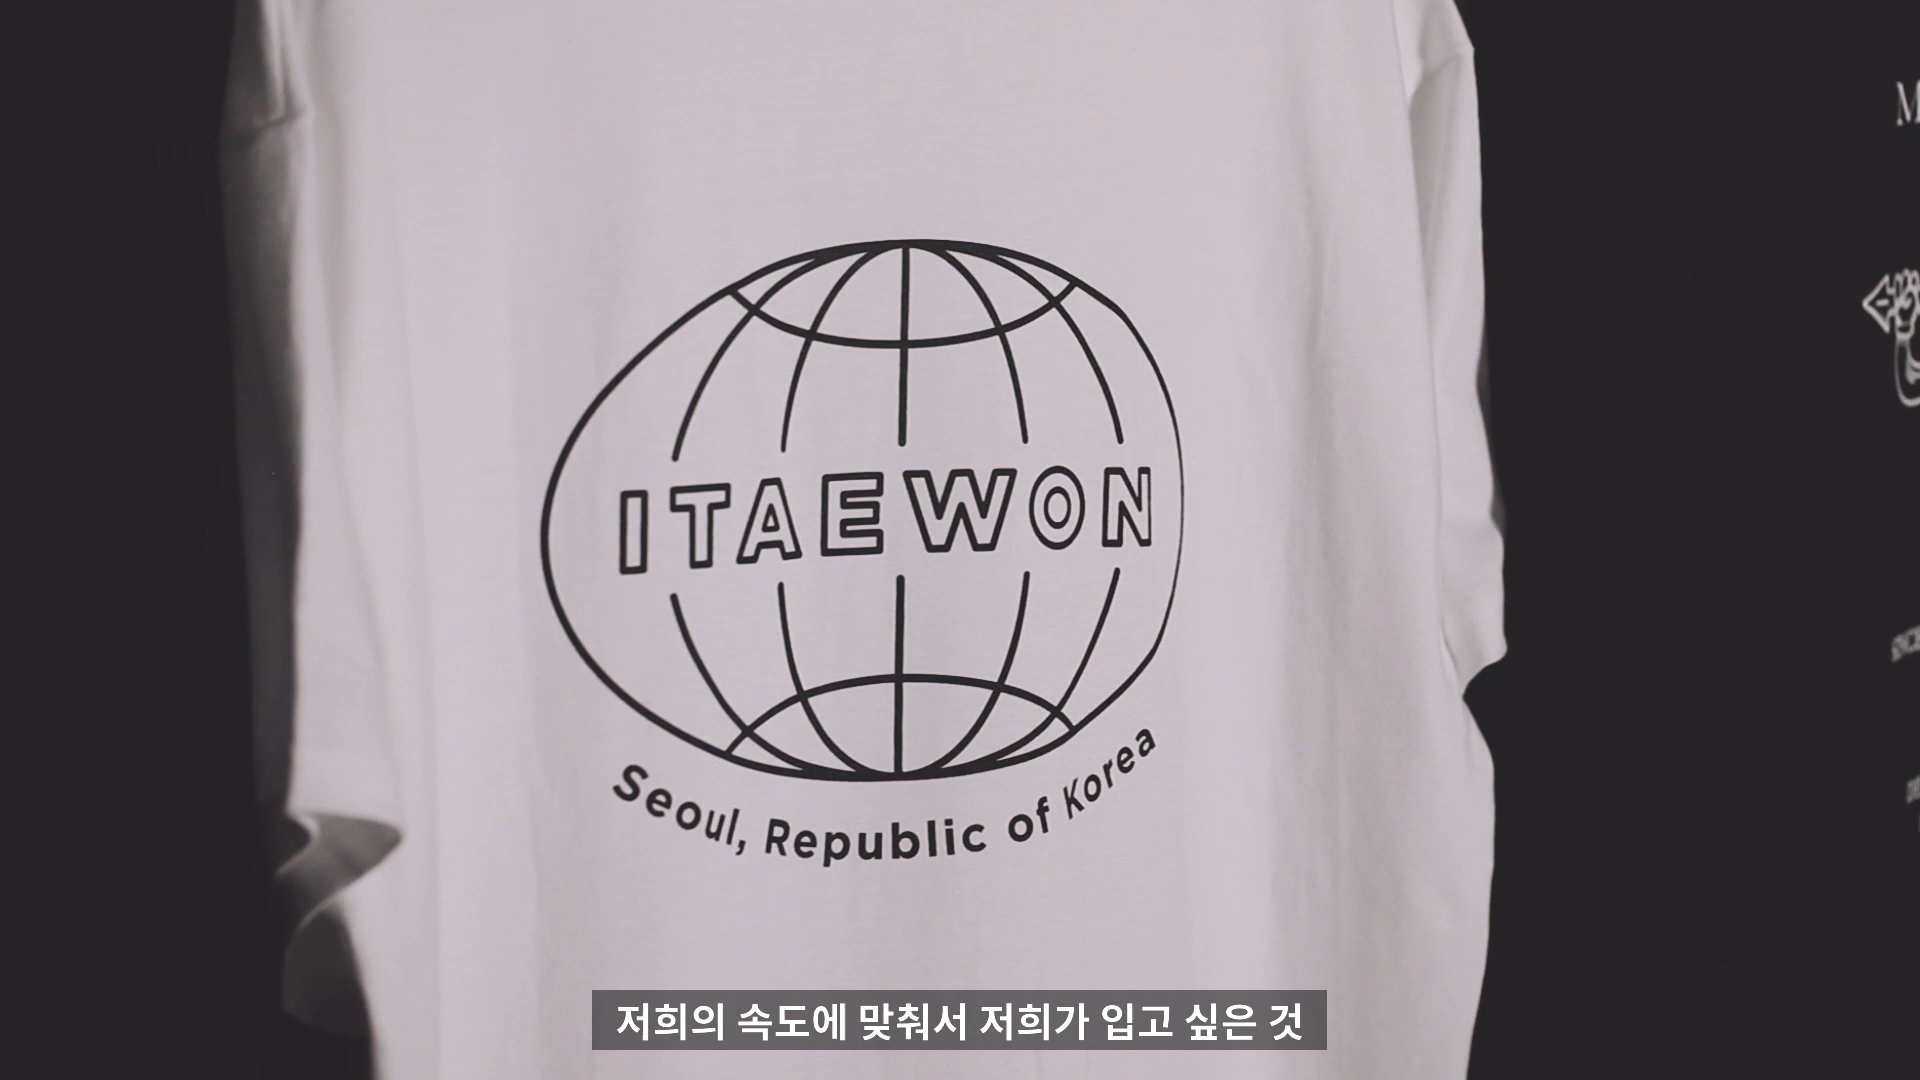 ITAEWON
Seoul, Republic of Korea
저희의 속도에 맞춰서 저희가 입고 싶은 것